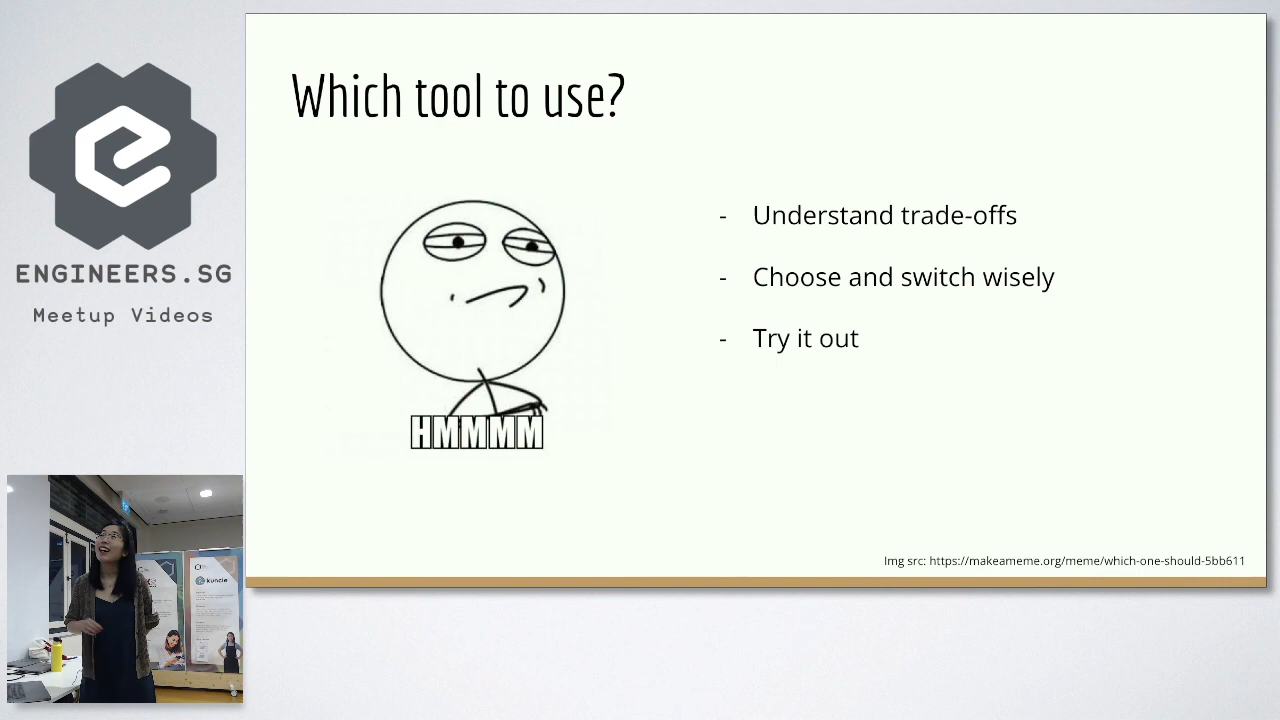 ENGINEERS.SG
Meetup Videos
Which tool to use?
HMMMM
- Understand trade-offs
- Choose and switch wisely
- Try it out
Img src: https://makeameme.org/meme/which-one-should-5bb611
kuncie